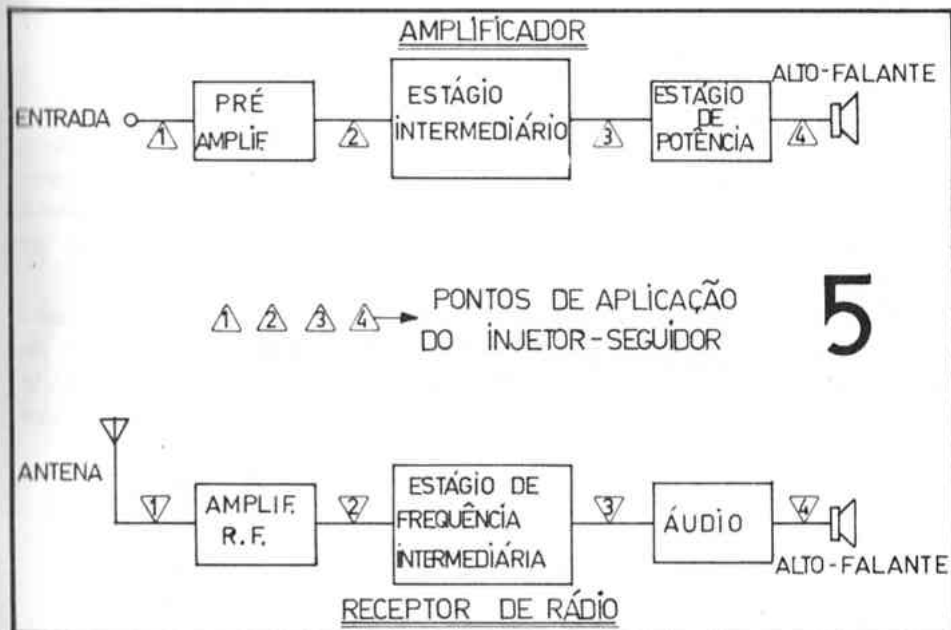 AMPLIFICADOR
ENTRADA
1
PRÉ
AMPLIF.
2
ESTÁGIO
INTERMEDIÁRIO
3
ESTÁGIO
DE
POTÊNCIA
4
ALTO-FALANTE
1 2 3 4 PONTOS DE APLICAÇÃO
DO INJETOR-SEGUIDOR
5
ANTENA
1
AMPLIF.
R.F.
2
ESTÁGIO DE
FREQUÊNCIA
INTERMEDIÁRIA
3
ÁUDIO
4
ALTO-FALANTE
RECEPTOR DE RÁDIO